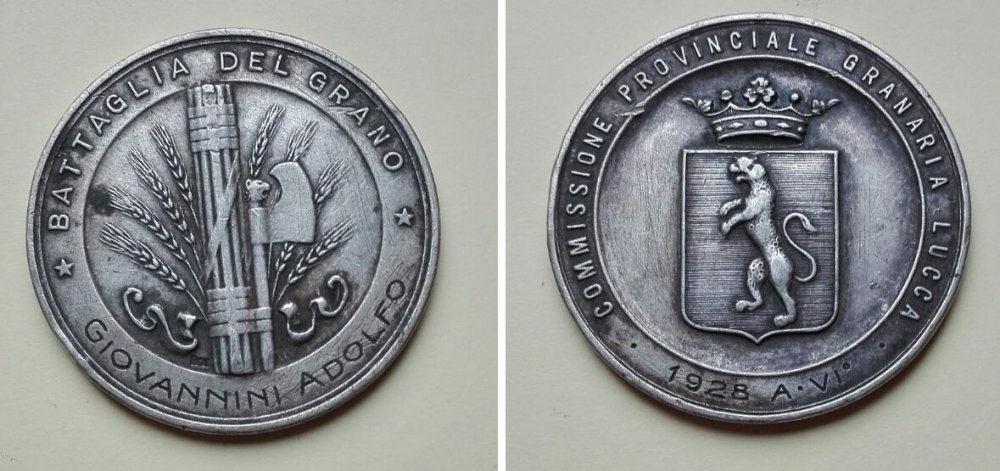 BATTAGLIA DEL GRANO
GIOVANNINI ADOLFO
COMMISSIONE PROVINCIALE GRANARIA LUCCA
1928 A·VI°